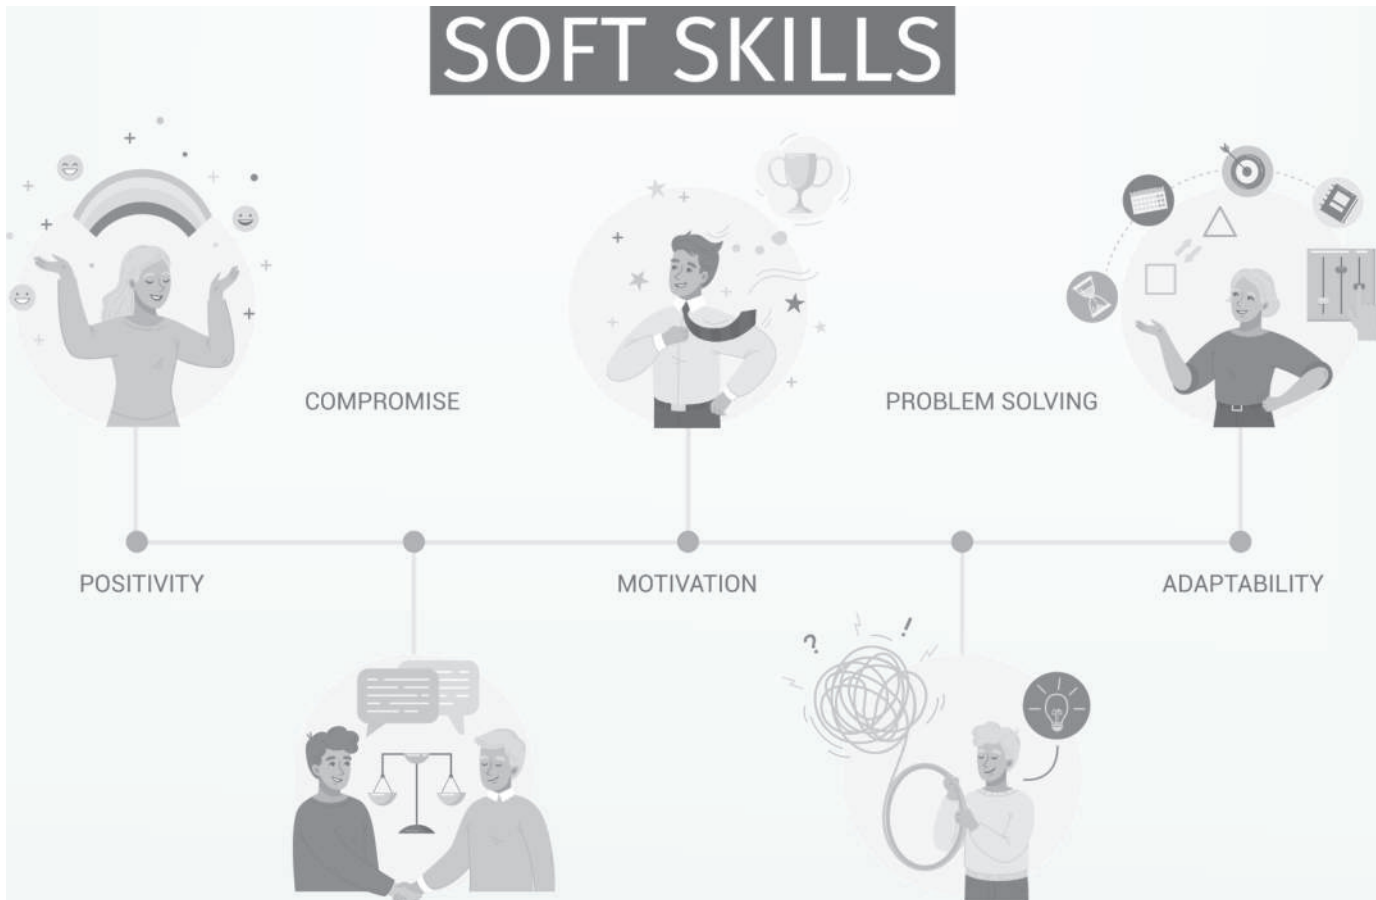 SOFT SKILLS
COMPROMISE
PROBLEM SOLVING
POSITIVITY
MOTIVATION
ADAPTABILITY
?
!